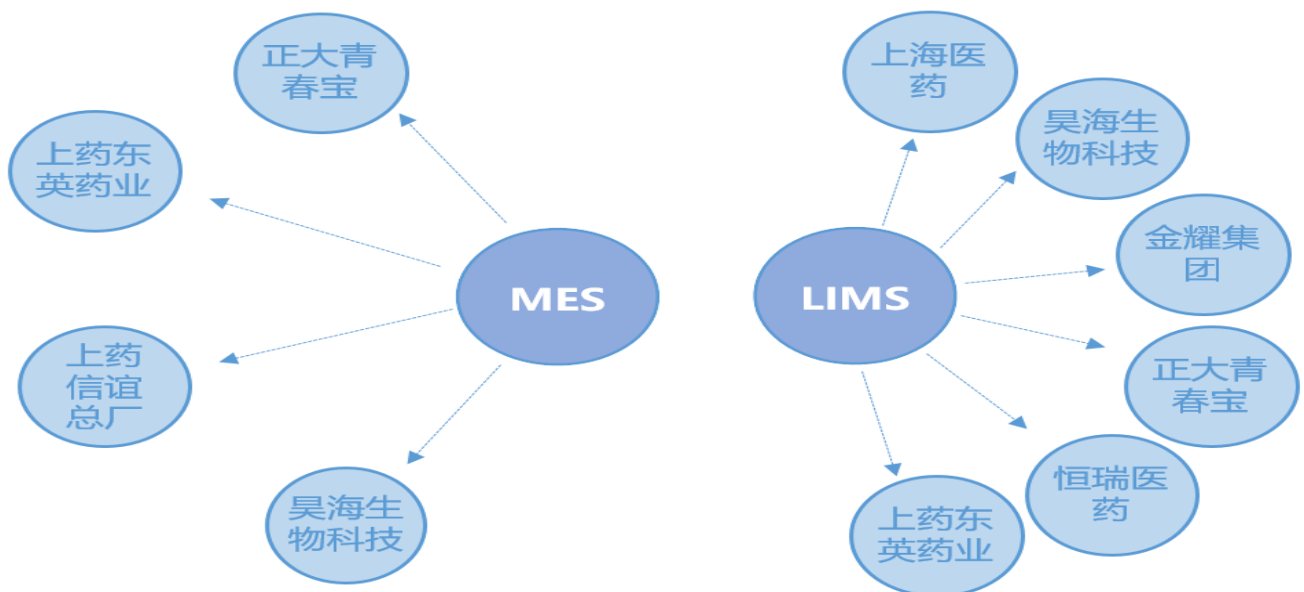 正大青
春宝
上药东
英药业
MES
上药
信谊
总厂
昊海生
物科技
上海医
药
昊海生
物科技
金耀集
团
LIMS
正大青
春宝
恒瑞医
药
上药东
英药业